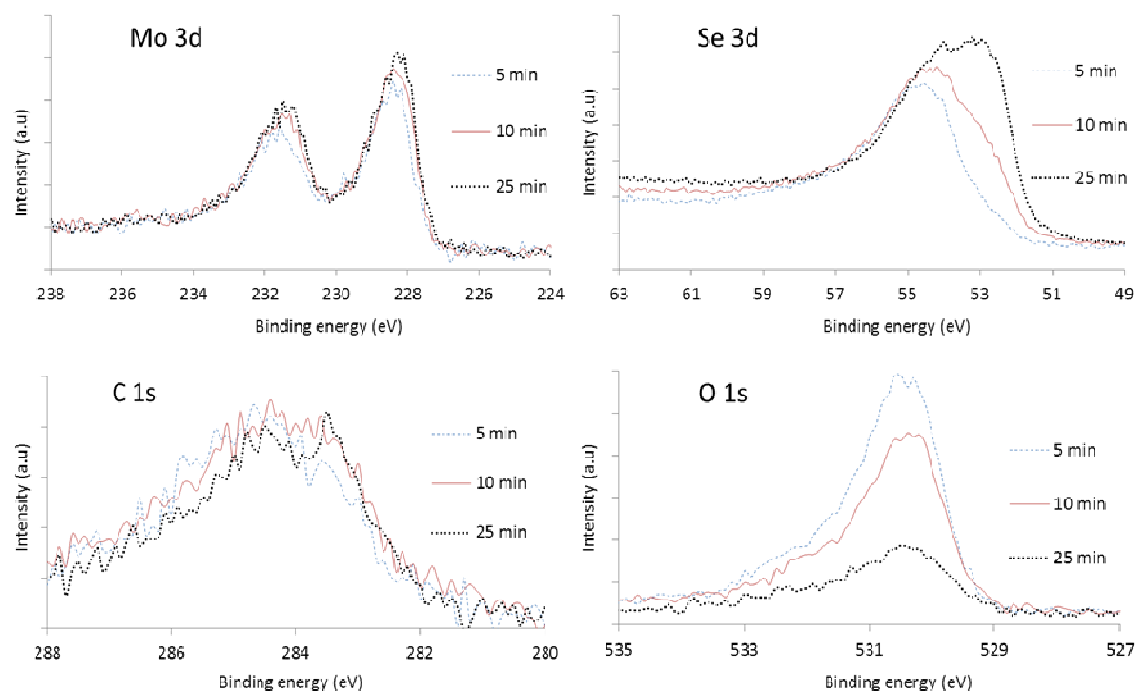 Mo 3d
5 min
10 min
25 min
Intensity (a.u)
238 236 234 232 230 228 226 224
Binding energy (eV)
Se 3d
5 min
10 min
25 min
Intensity (a.u)
63 61 59 57 55 53 51 49
Binding energy (eV)
C 1s
5 min
10 min
25 min
Intensity (a.u)
288 286 284 282 280
Binding energy (eV)
O 1s
5 min
10 min
25 min
Intensity (a.u)
535 533 531 529 527
Binding energy (eV)